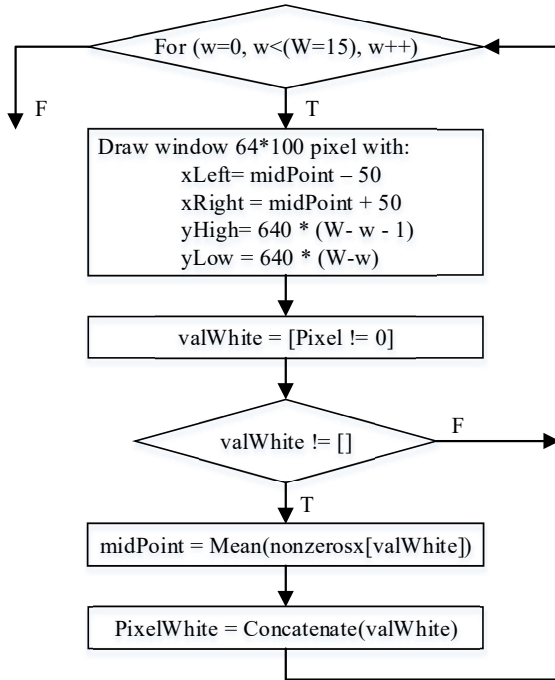 For (w=0, w<(W=15), w++)
F
T
Draw window 64*100 pixel with:
xLeft= midPoint – 50
xRight = midPoint + 50
yHigh= 640 * (W- w - 1)
yLow = 640 * (W-w)
valWhite = [Pixel != 0]
valWhite != []
F
T
midPoint = Mean(nonzerosx[valWhite])
PixelWhite = Concatenate(valWhite)